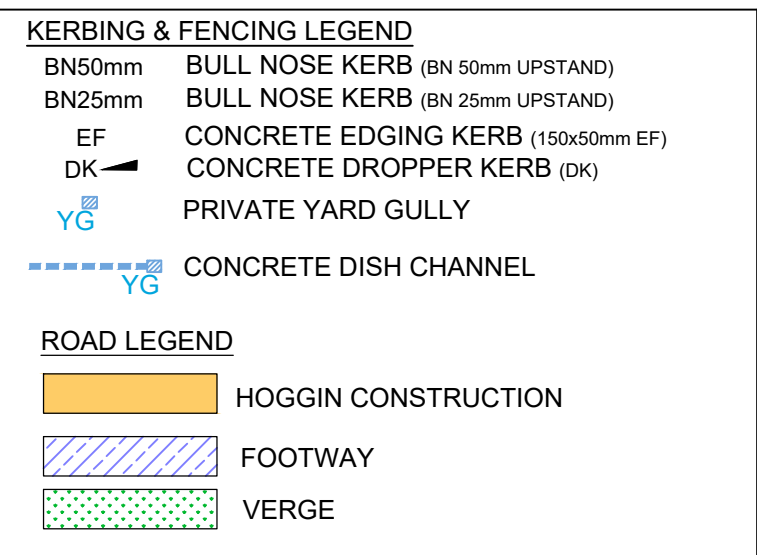 KERBING & FENCING LEGEND
BN50mm BULL NOSE KERB (BN 50mm UPSTAND)
BN25mm BULL NOSE KERB (BN 25mm UPSTAND)
EF CONCRETE EDGING KERB (150x50mm EF)
DK CONCRETE DROPPER KERB (DK)
YG PRIVATE YARD GULLY
YG CONCRETE DISH CHANNEL
ROAD LEGEND
HOGGIN CONSTRUCTION
FOOTWAY
VERGE